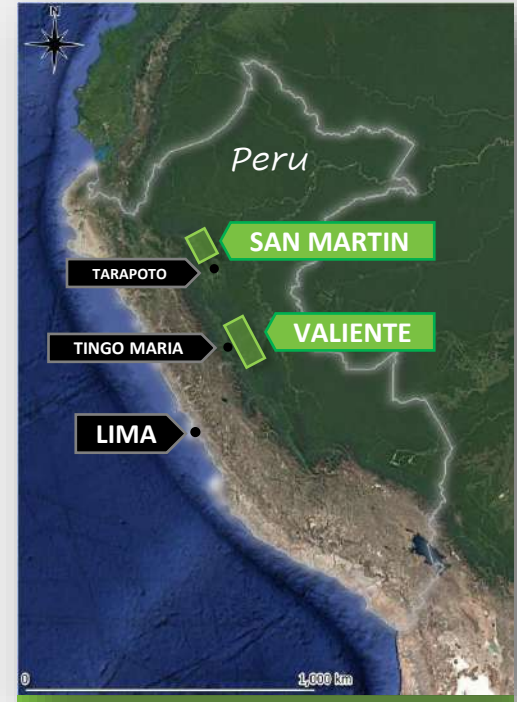 N
Peru
SAN MARTIN
TARAPOTO
VALIENTE
TINGO MARIA
LIMA
0 1,000 km